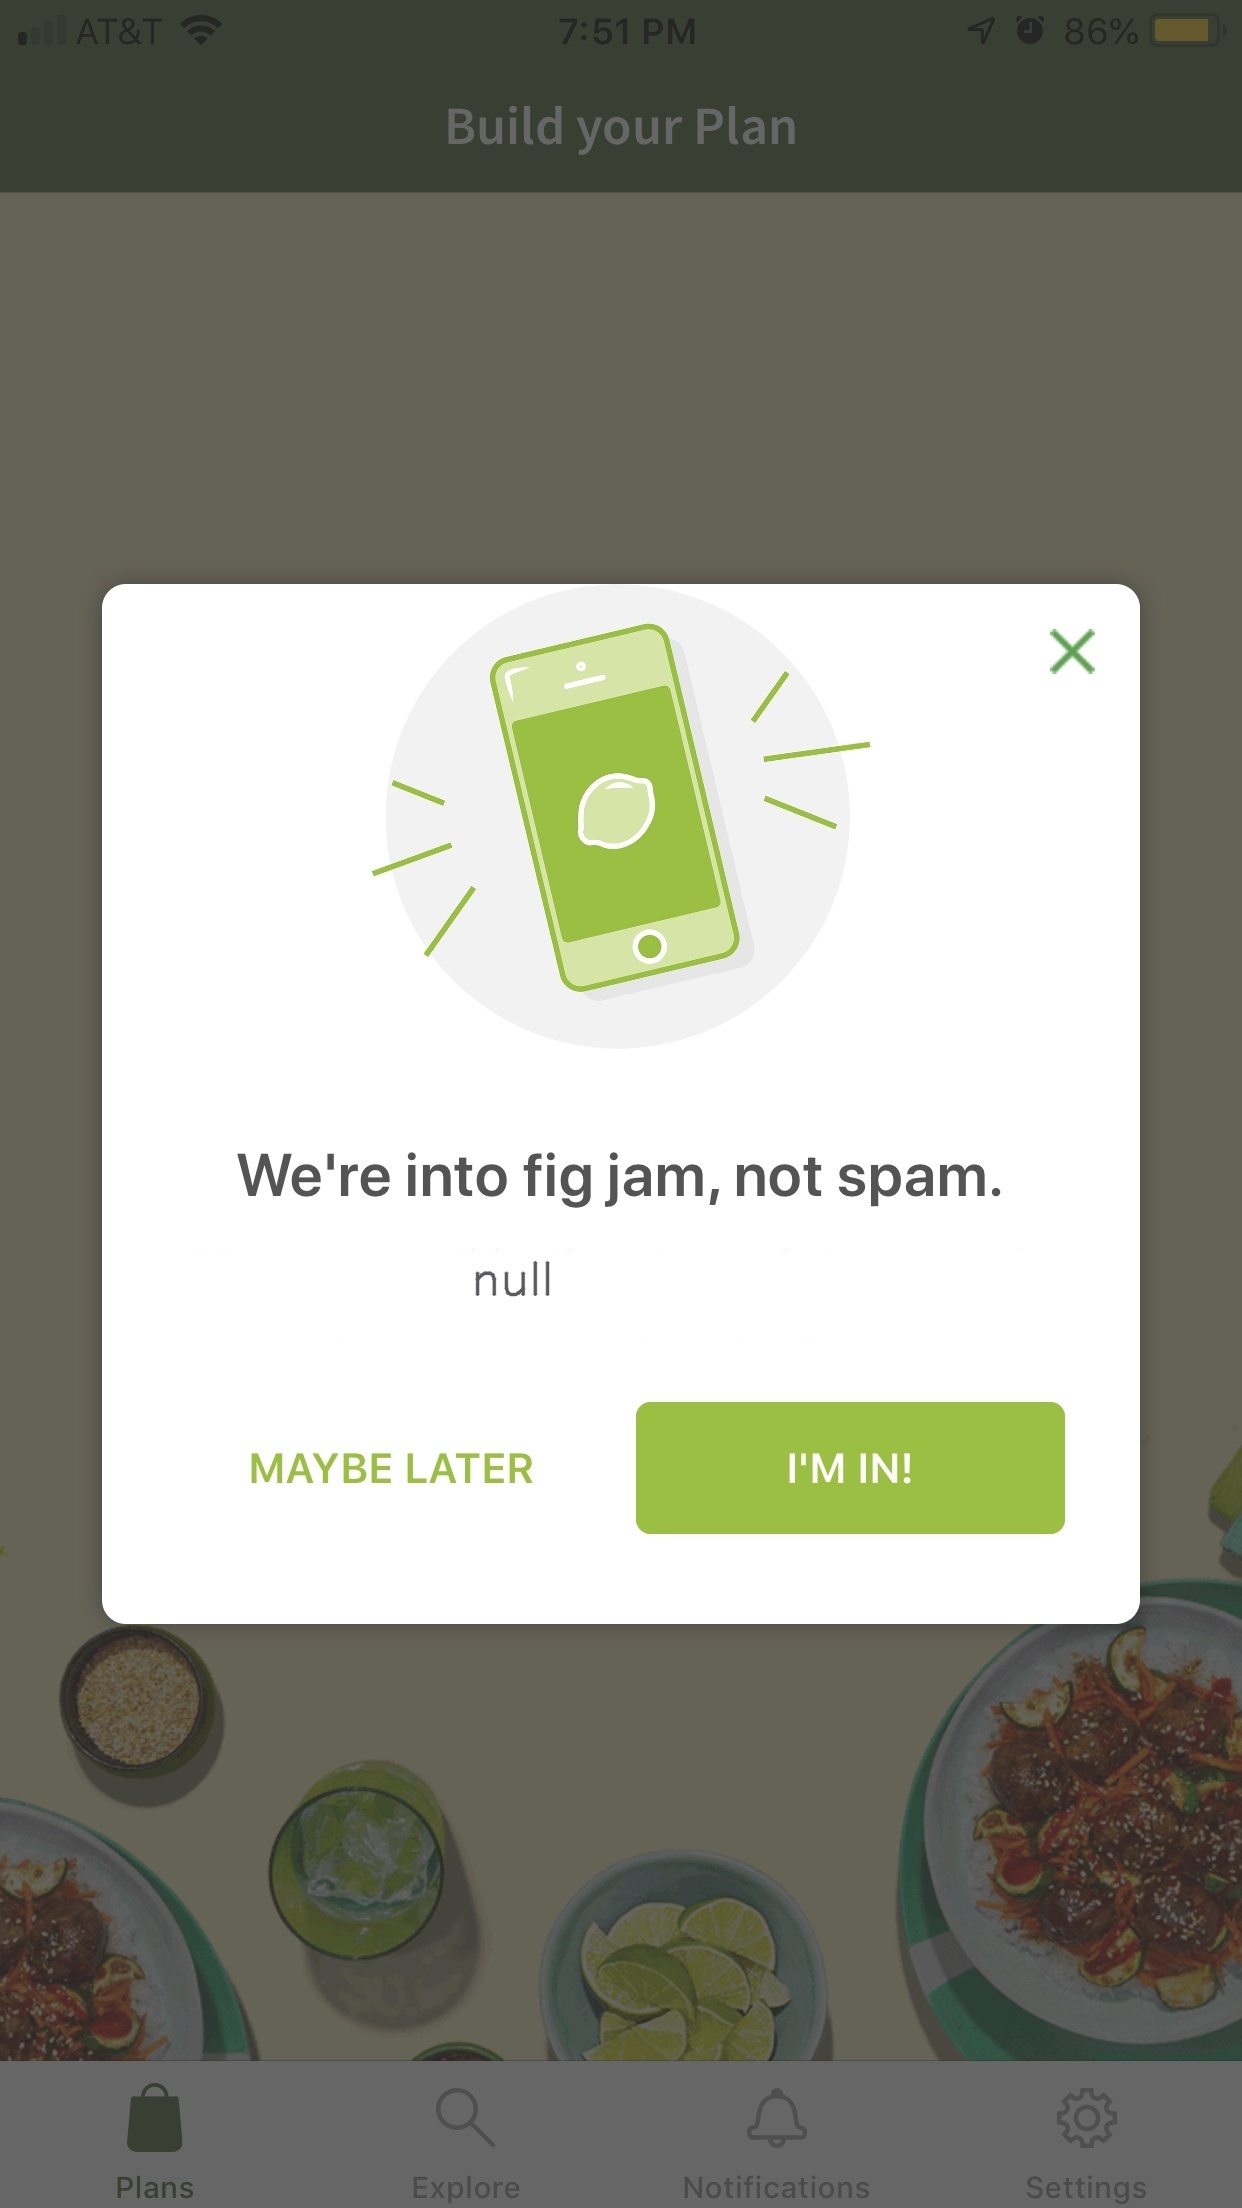 AT&T 7:51 PM 86%
Build your Plan
We're into fig jam, not spam.
null
MAYBE LATER I'M IN!
Plans Explore Notifications Settings